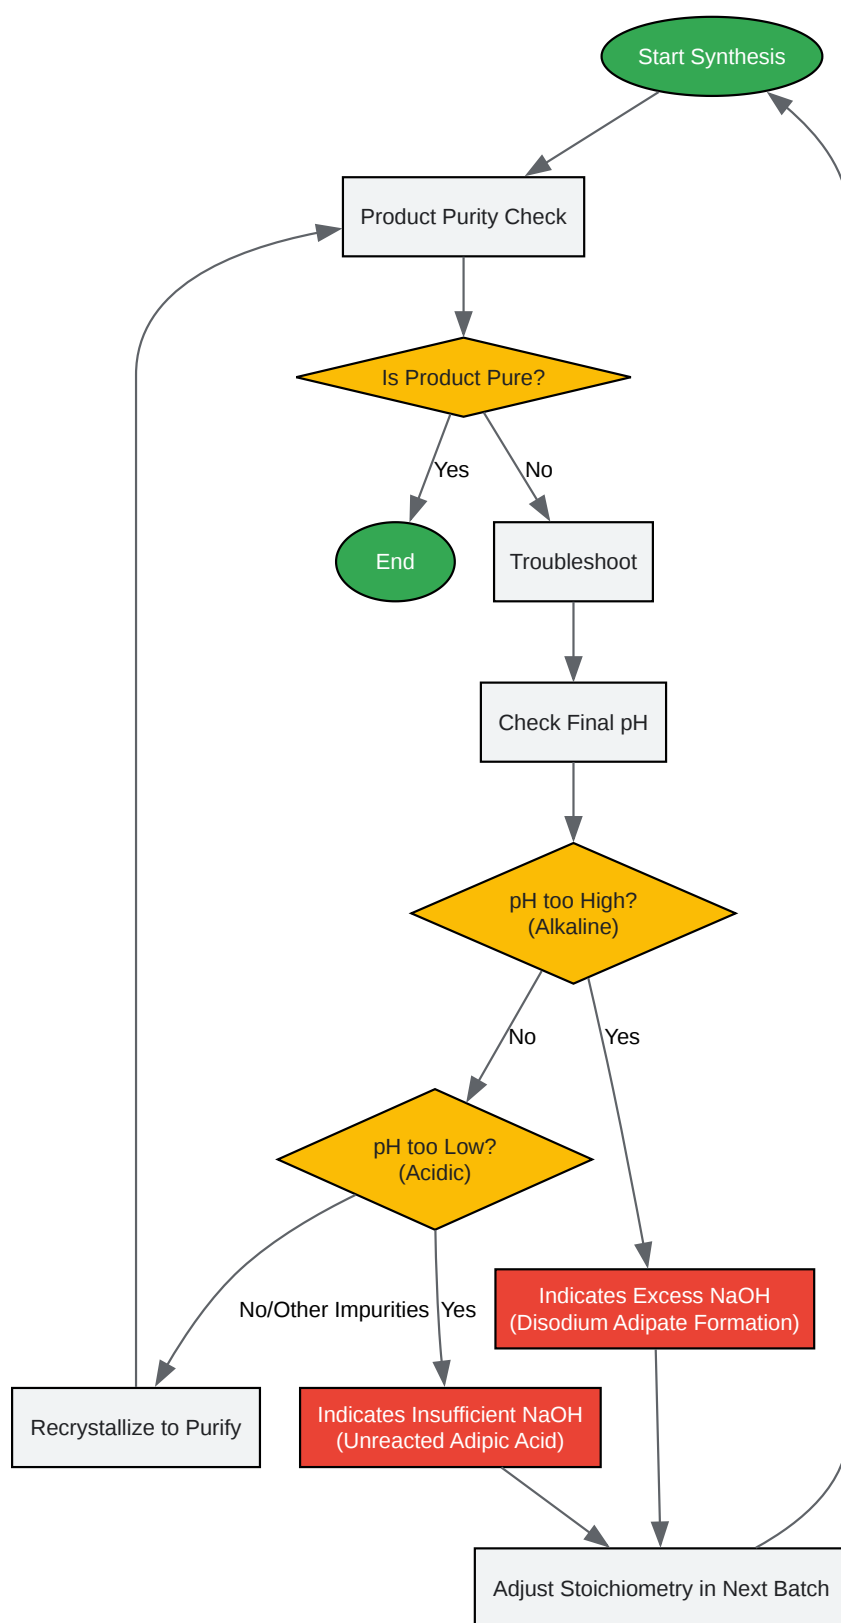 Start Synthesis
Product Purity Check
Is Product Pure?
Yes
No
End
Troubleshoot
Check Final pH
pH too High?
(Alkaline)
No
Yes
pH too Low?
(Acidic)
No/Other Impurities
Yes
Indicates Excess NaOH
(Disodium Adipate Formation)
Recrystallize to Purify
Indicates Insufficient NaOH
(Unreacted Adipic Acid)
Adjust Stoichiometry in Next Batch